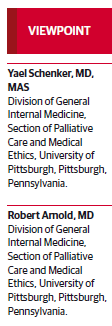 VIEWPOINT
Yael Schenker, MD,
MAS
Division of General
Internal Medicine,
Section of Palliative
Care and Medical
Ethics, University of
Pittsburgh, Pittsburgh,
Pennsylvania.
Robert Arnold, MD
Division of General
Internal Medicine,
Section of Palliative
Care and Medical
Ethics, University of
Pittsburgh, Pittsburgh,
Pennsylvania.